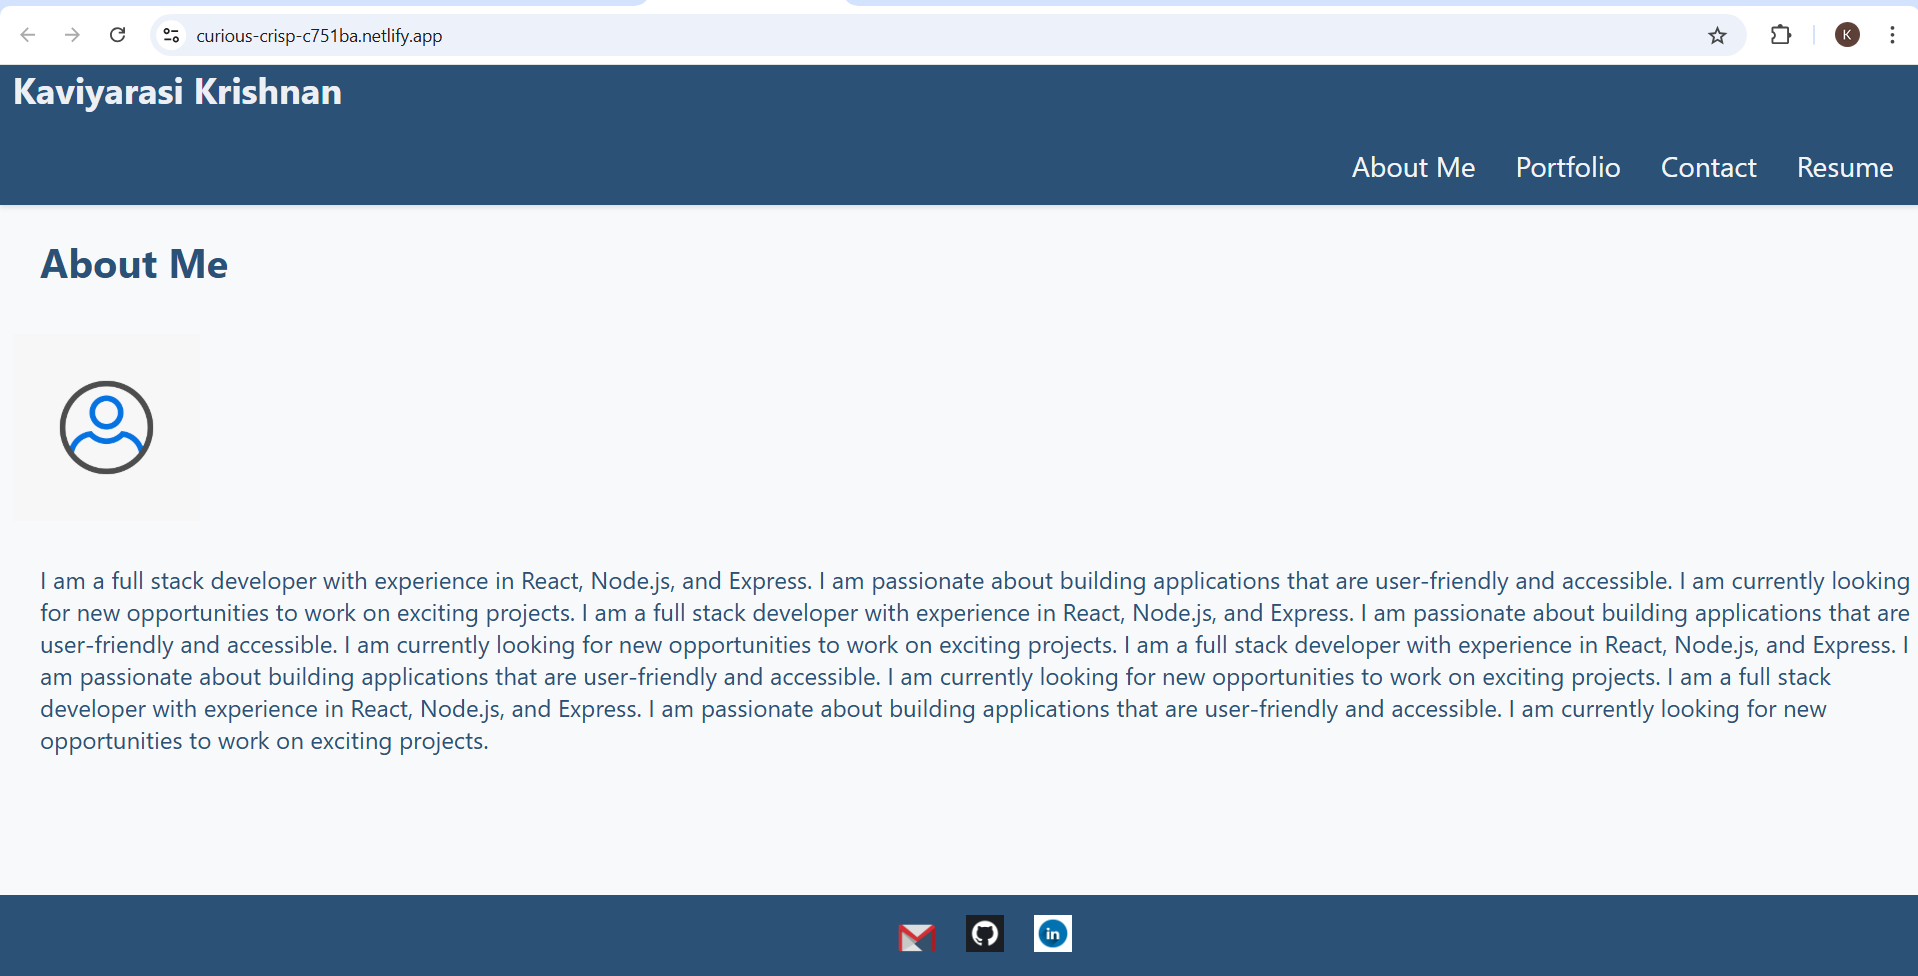 curious-crisp-c751ba.netlify.app
K
Kaviyarasi Krishnan
About Me Portfolio Contact Resume
About Me
I am a full stack developer with experience in React, Node.js, and Express. I am passionate about building applications that are user-friendly and accessible. I am currently looking
for new opportunities to work on exciting projects. I am a full stack developer with experience in React, Node.js, and Express. I am passionate about building applications that are
user-friendly and accessible. I am currently looking for new opportunities to work on exciting projects. I am a full stack developer with experience in React, Node.js, and Express. I
am passionate about building applications that are user-friendly and accessible. I am currently looking for new opportunities to work on exciting projects. I am a full stack
developer with experience in React, Node.js, and Express. I am passionate about building applications that are user-friendly and accessible. I am currently looking for new
opportunities to work on exciting projects.
in